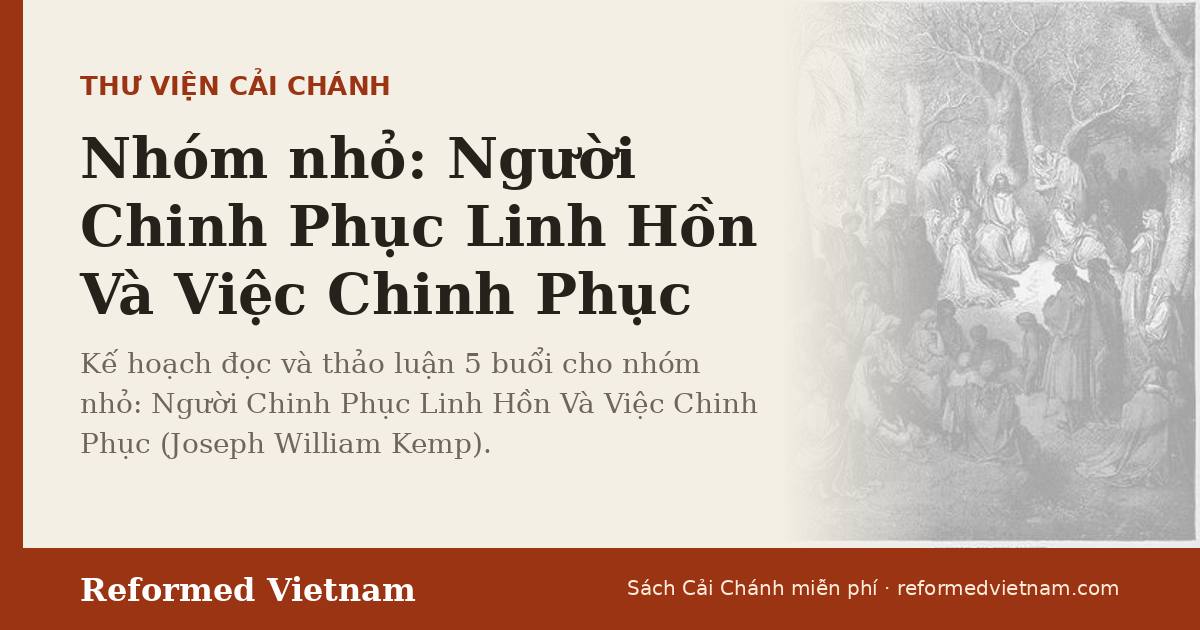 THƯ VIỆN CẢI CHÁNH
Nhóm nhỏ: Người
Chinh Phục Linh Hồn
Và Việc Chinh Phục
Kế hoạch đọc và thảo luận 5 buổi cho nhóm
nhỏ: Người Chinh Phục Linh Hồn Và Việc Chinh
Phục (Joseph William Kemp).
Reformed Vietnam
Sách Cải Chánh miễn phí · reformedvietnam.com